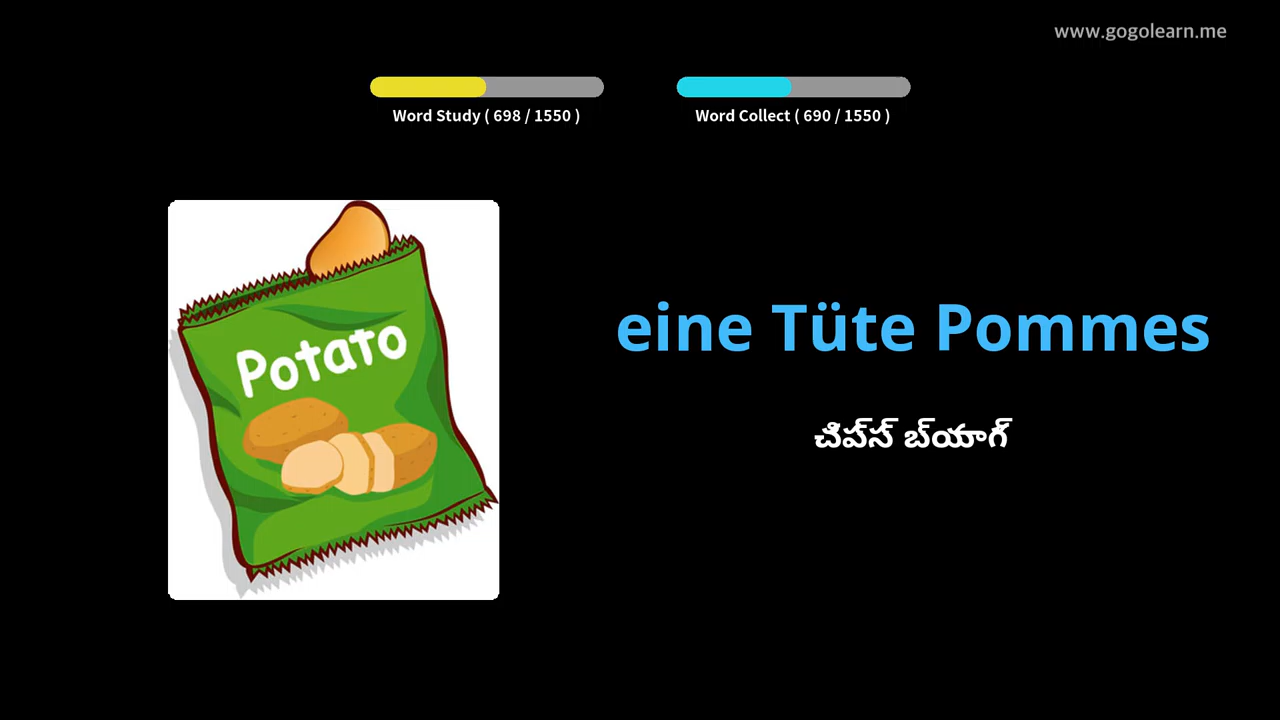 www.gogolearn.me
Word Study ( 698 / 1550 )
Word Collect ( 690 / 1550 )
Potato
eine Tüte Pommes
చిప్స్ బ్యాగ్